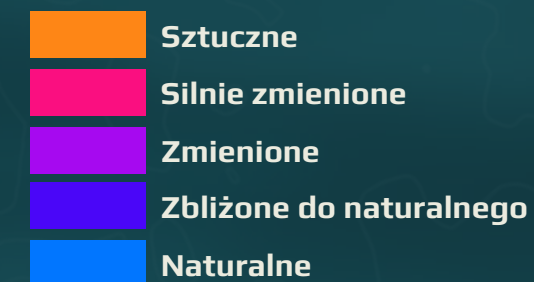 Sztuczne
Silnie zmienione
Zmienione
Zbliżone do naturalnego
Naturalne